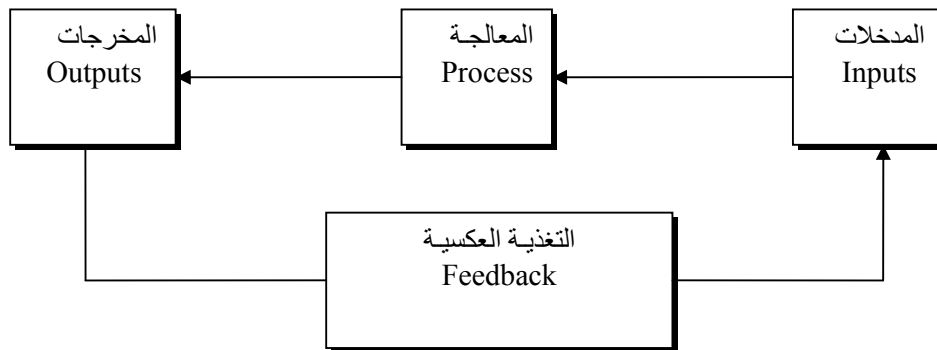 المدخلات
Inputs
المعالجـة
Process
المخرجات
Outputs
التغذيـة العكسيـة
Feedback